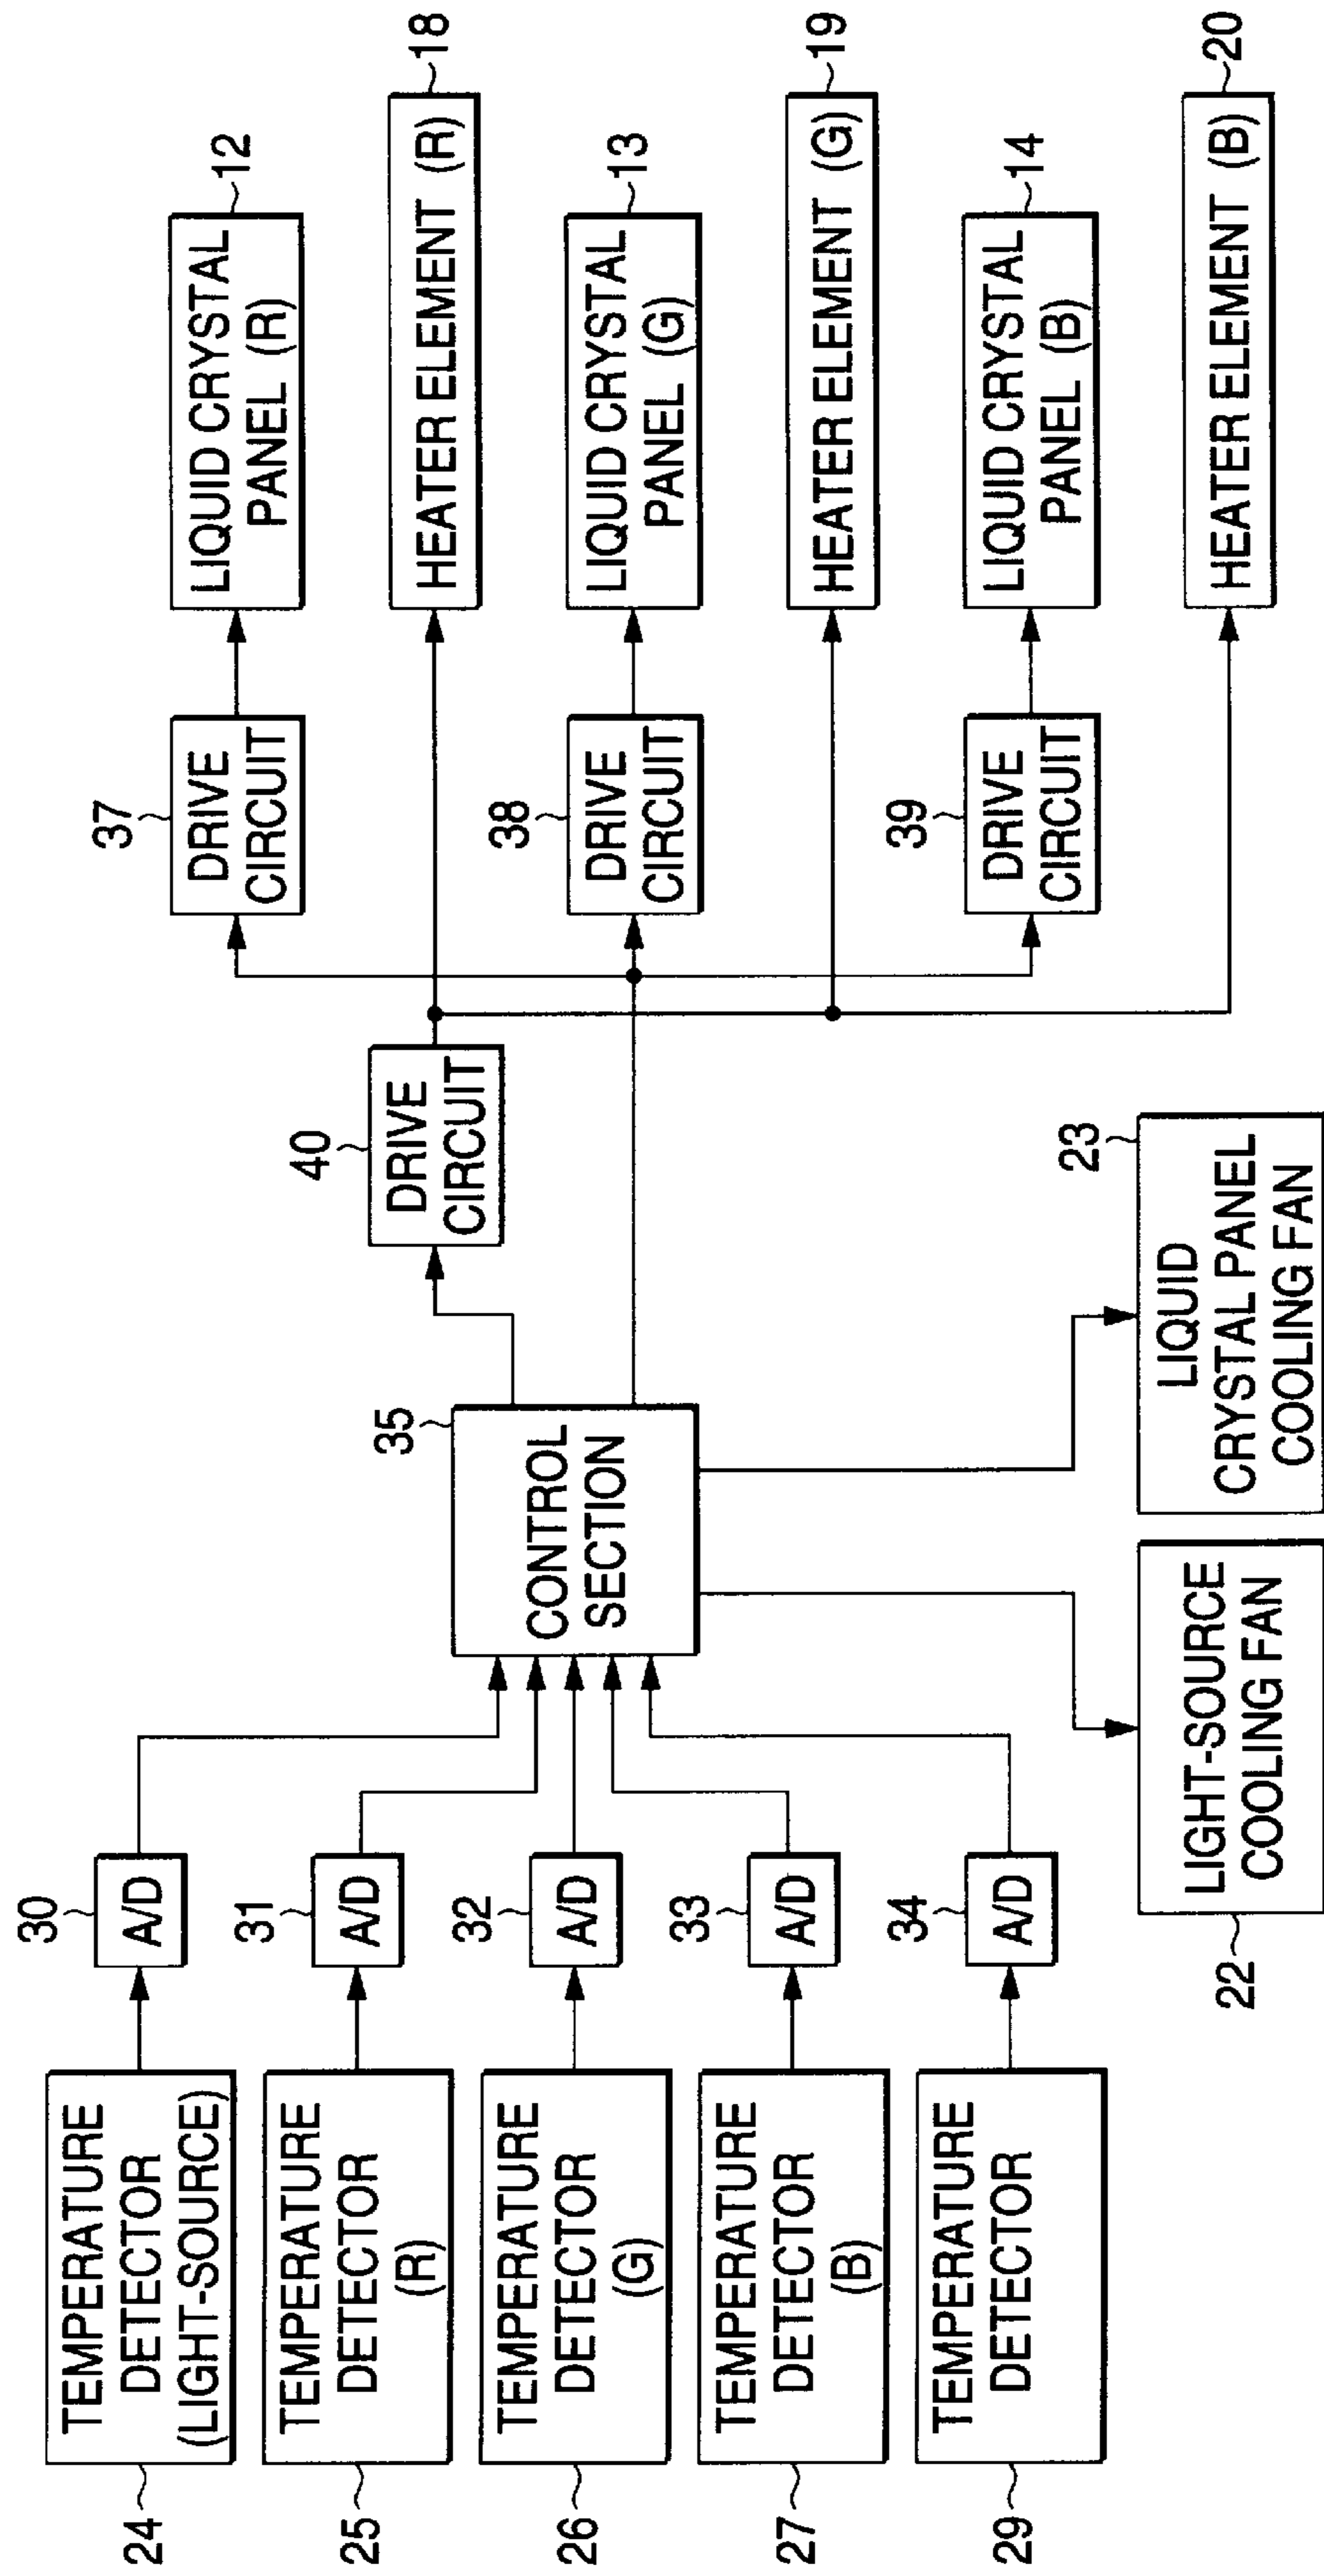 24
TEMPERATURE
DETECTOR
(LIGHT-SOURCE)
30
A/D
25
TEMPERATURE
DETECTOR
(R)
31
A/D
26
TEMPERATURE
DETECTOR
(G)
32
A/D
27
TEMPERATURE
DETECTOR
(B)
33
A/D
29
TEMPERATURE
DETECTOR
34
A/D
35
CONTROL
SECTION
22
LIGHT-SOURCE
COOLING FAN
23
LIQUID
CRYSTAL PANEL
COOLING FAN
40
DRIVE
CIRCUIT
37
DRIVE
CIRCUIT
12
LIQUID CRYSTAL
PANEL (R)
18
HEATER ELEMENT (R)
38
DRIVE
CIRCUIT
13
LIQUID CRYSTAL
PANEL (G)
19
HEATER ELEMENT (G)
39
DRIVE
CIRCUIT
14
LIQUID CRYSTAL
PANEL (B)
20
HEATER ELEMENT (B)